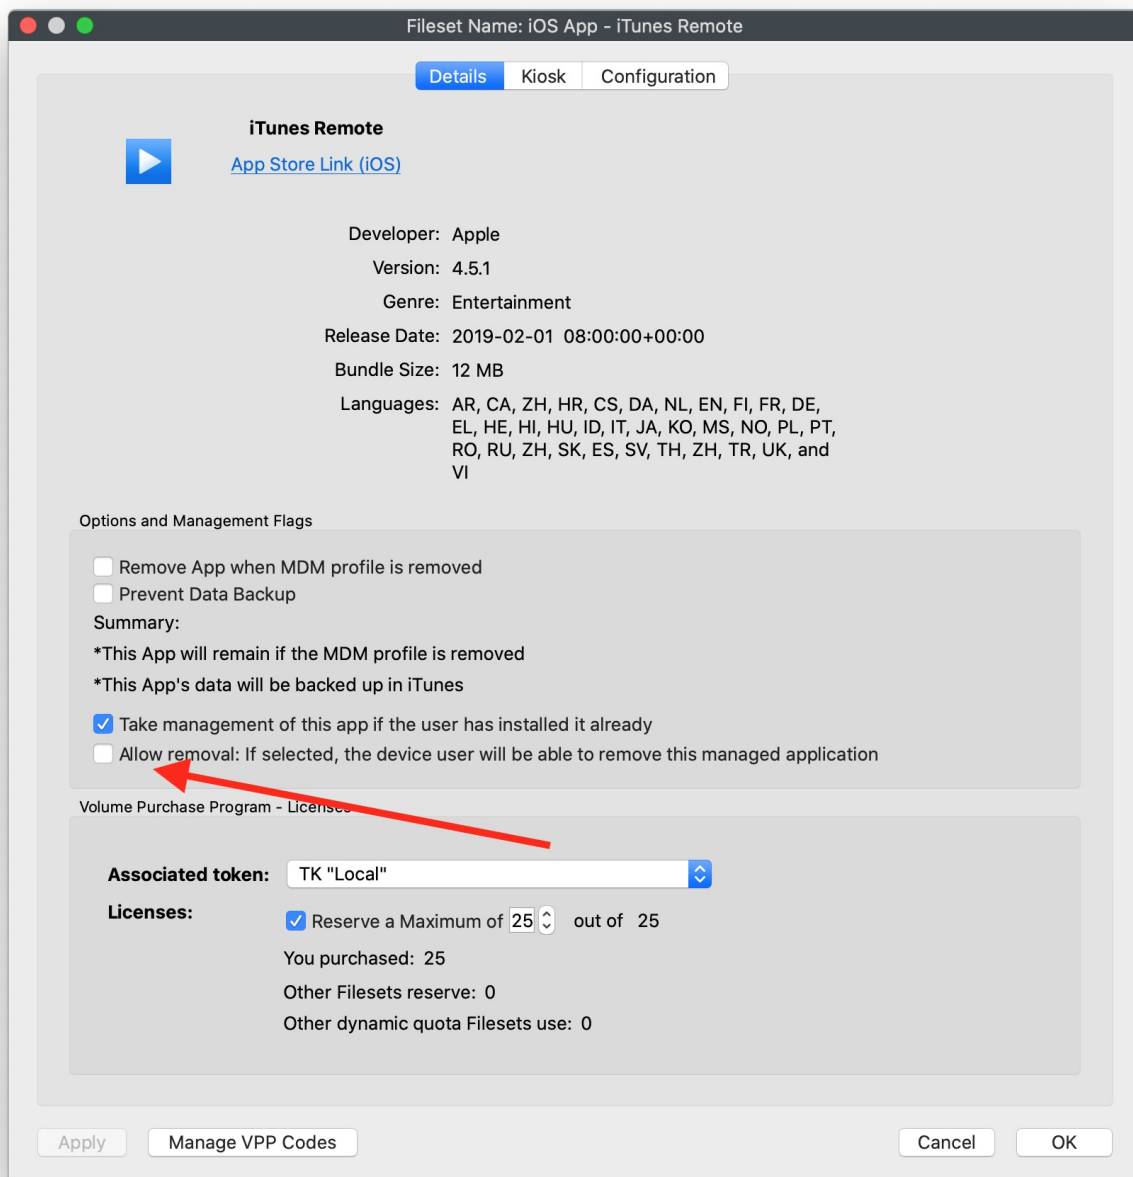 Fileset Name: iOS App - iTunes Remote
Details Kiosk Configuration
iTunes Remote
App Store Link (iOS)
Developer: Apple
Version: 4.5.1
Genre: Entertainment
Release Date: 2019-02-01 08:00:00+00:00
Bundle Size: 12 MB
Languages: AR, CA, ZH, HR, CS, DA, NL, EN, FI, FR, DE,
EL, HE, HI, HU, ID, IT, JA, KO, MS, NO, PL, PT,
RO, RU, ZH, SK, ES, SV, TH, ZH, TR, UK, and
VI
Options and Management Flags
Remove App when MDM profile is removed
Prevent Data Backup
Summary:
*This App will remain if the MDM profile is removed
*This App's data will be backed up in iTunes
Take management of this app if the user has installed it already
Allow removal: If selected, the device user will be able to remove this managed application
Volume Purchase Program - Licenses
Associated token: TK "Local"
Licenses: Reserve a Maximum of 25 out of 25
You purchased: 25
Other Filesets reserve: 0
Other dynamic quota Filesets use: 0
Apply Manage VPP Codes Cancel OK